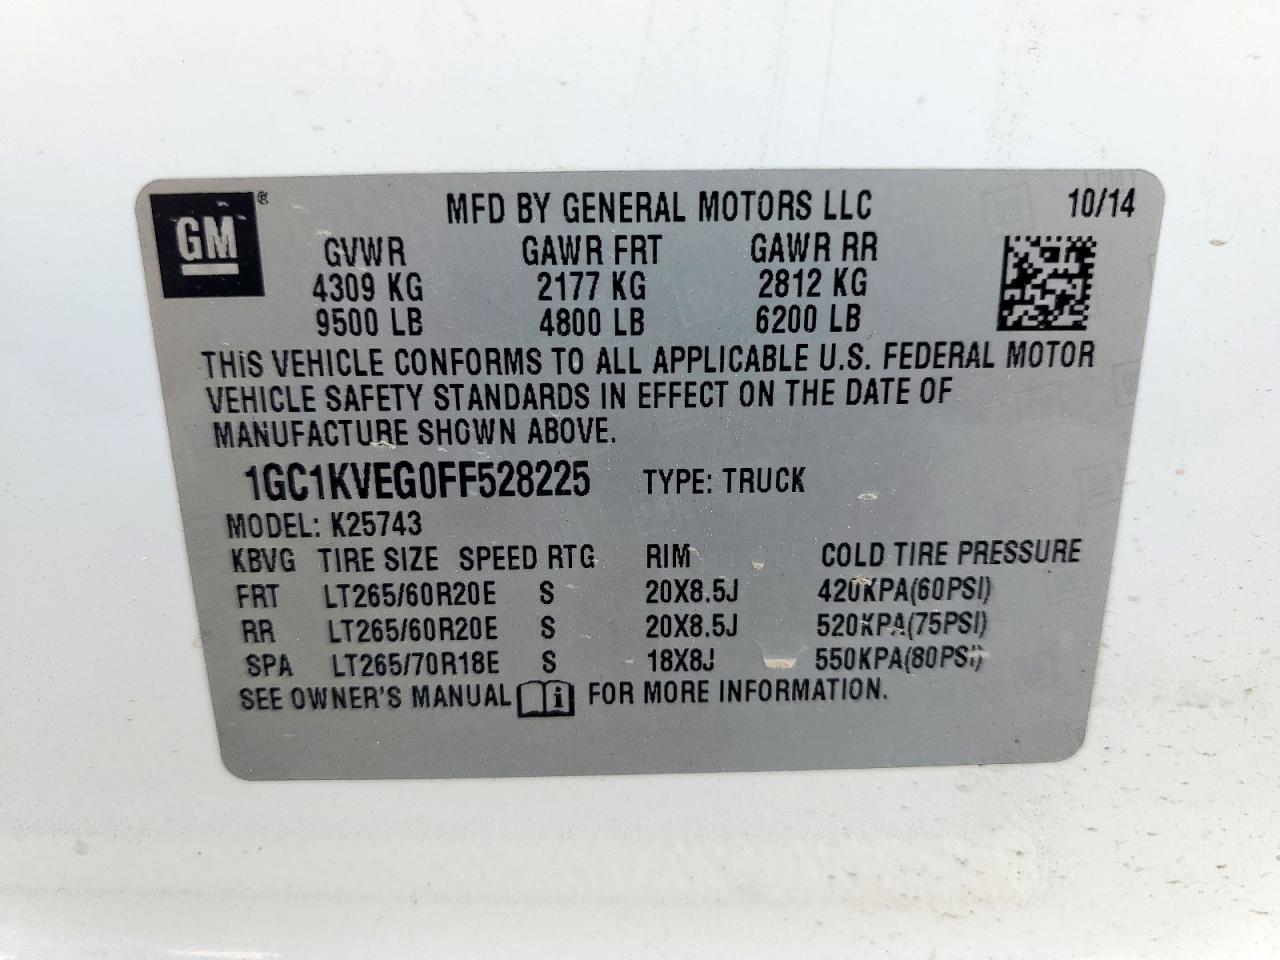 GM ®
MFD BY GENERAL MOTORS LLC 10/14
GVWR GAWR FRT GAWR RR
4309 KG 2177 KG 2812 KG
9500 LB 4800 LB 6200 LB
THIS VEHICLE CONFORMS TO ALL APPLICABLE U.S. FEDERAL MOTOR
VEHICLE SAFETY STANDARDS IN EFFECT ON THE DATE OF
MANUFACTURE SHOWN ABOVE.
1GC1KVEG0FF528225 TYPE: TRUCK
MODEL: K25743
KBVG TIRE SIZE SPEED RTG RIM COLD TIRE PRESSURE
FRT LT265/60R20E S 20X8.5J 420KPA(60PSI)
RR LT265/60R20E S 20X8.5J 520KPA(75PSI)
SPA LT265/70R18E S 18X8J 550KPA(80PSI)
SEE OWNER'S MANUAL i FOR MORE INFORMATION.